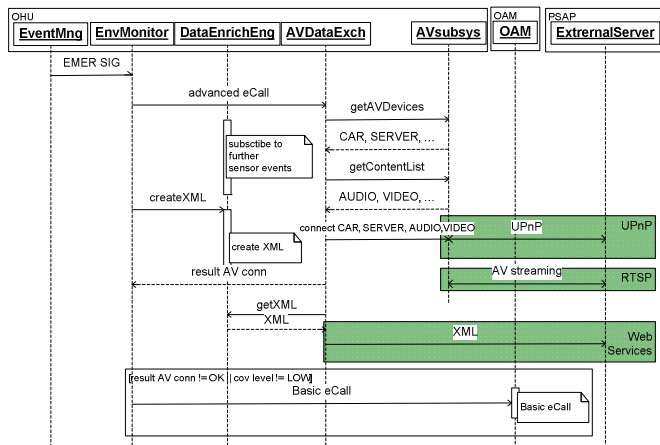 OHU
OAM
PSAP
EventMng
EnvMonitor
DataEnrichEng
AVDataExch
AVsubsys
OAM
ExtrernalServer
EMER SIG
advanced eCall
getAVDevices
subsctibe to
further
sensor events
CAR, SERVER, ...
getContentList
createXML
AUDIO, VIDEO, ...
create XML
connect CAR, SERVER, AUDIO,VIDEO
UPnP
UPnP
result AV conn
AV streaming
RTSP
getXML
XML
XML
Web
Services
[result AV conn != OK || cov level != LOW]
Basic eCall
Basic eCall